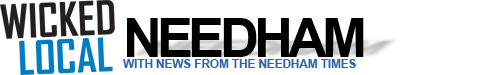 WICKED
LOCAL
NEEDHAM
WITH NEWS FROM THE NEEDHAM TIMES